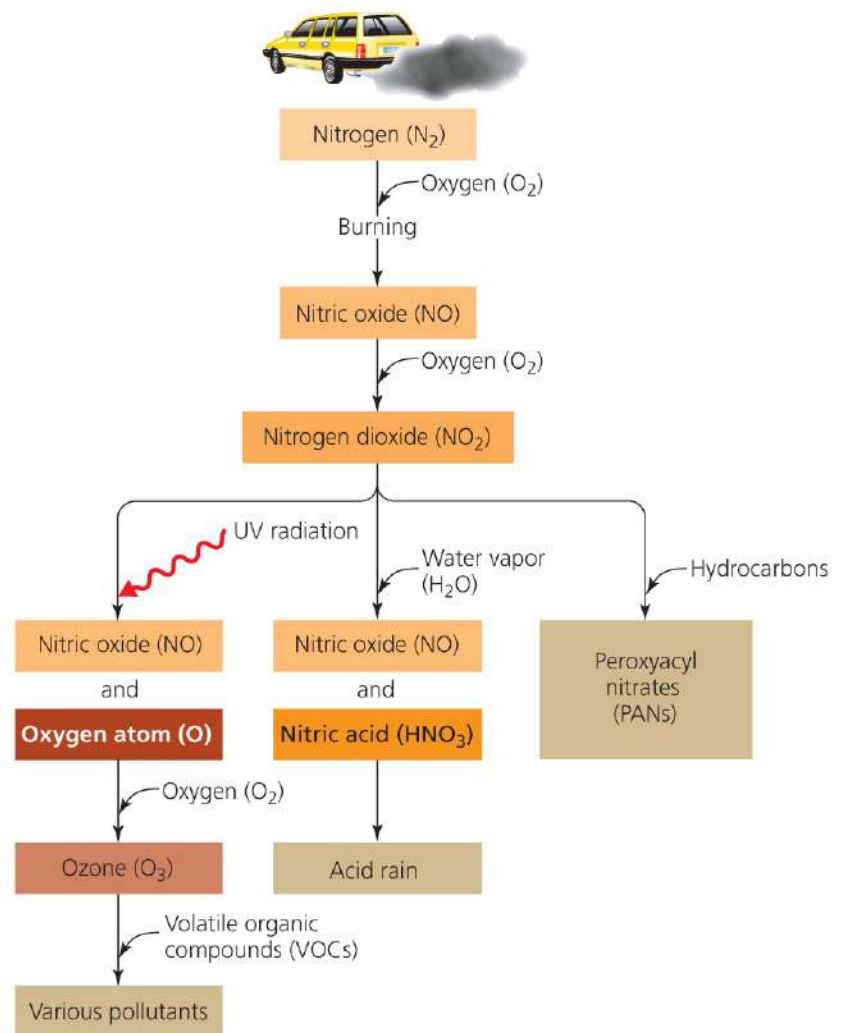 Nitrogen (N₂)
Oxygen (O₂)
Burning
Nitric oxide (NO)
Oxygen (O₂)
Nitrogen dioxide (NO₂)
UV radiation
Water vapor
(H₂O)
Hydrocarbons
Nitric oxide (NO)
and
Oxygen atom (O)
Oxygen (O₂)
Ozone (O₃)
Volatile organic
compounds (VOCs)
Various pollutants
Nitric oxide (NO)
and
Nitric acid (HNO₃)
Acid rain
Peroxyacyl
nitrates
(PANs)